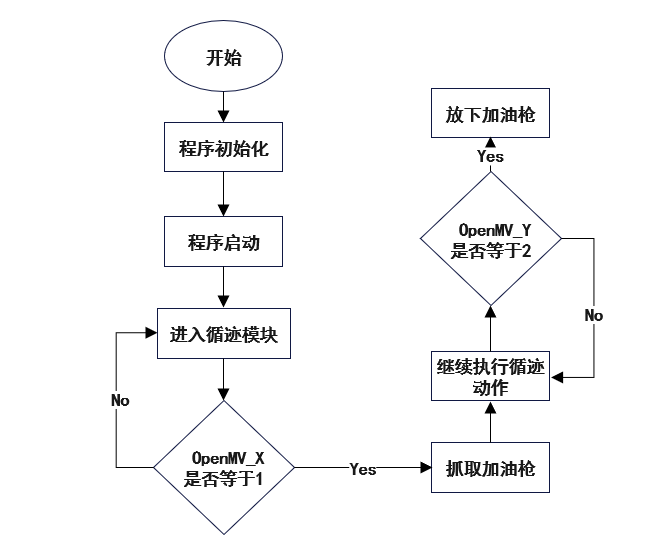 开始
程序初始化
程序启动
进入循迹模块
No
OpenMV_X
是否等于1
Yes
抓取加油枪
继续执行循迹
动作
No
OpenMV_Y
是否等于2
Yes
放下加油枪